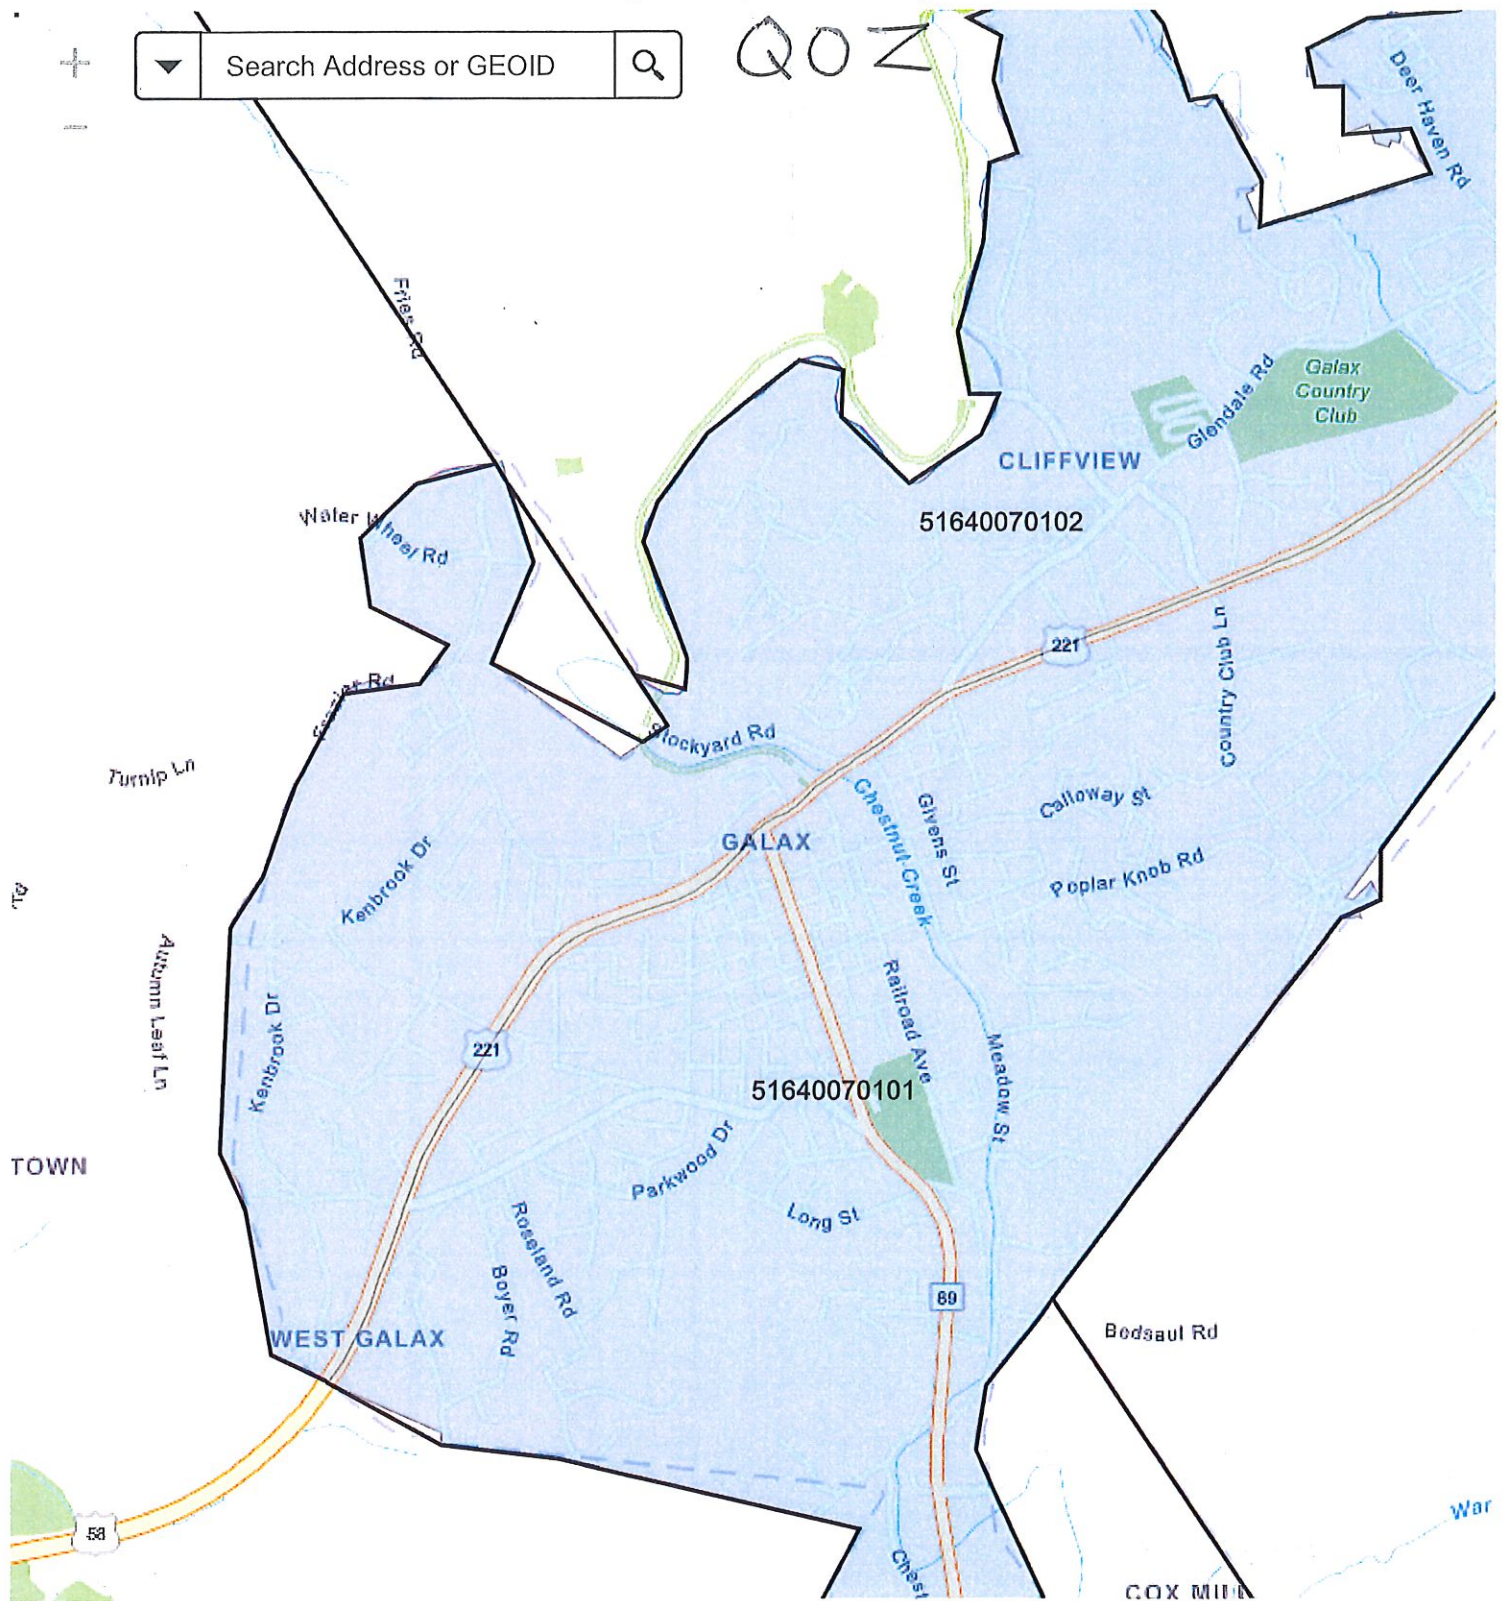 Search Address or GEOID
QOZ
Deer Haven Rd
Fries Rd
Galax
Country
Club
Glendale Rd
CLIFFVIEW
51640070102
Water Wheel Rd
221
Country Club Ln
Frazier Rd
Stockyard Rd
Turnip Ln
Chestnut Creek
Givens St
Calloway St
GALAX
Poplar Knob Rd
Kenbrook Dr
Autumn Leaf Ln
Railroad Ave
Kenbrook Dr
221
Meadow St
51640070101
TOWN
Parkwood Dr
Long St
Roseland Rd
Boyer Rd
89
WEST GALAX
Bedsaul Rd
58
War
Chest
COX MILL